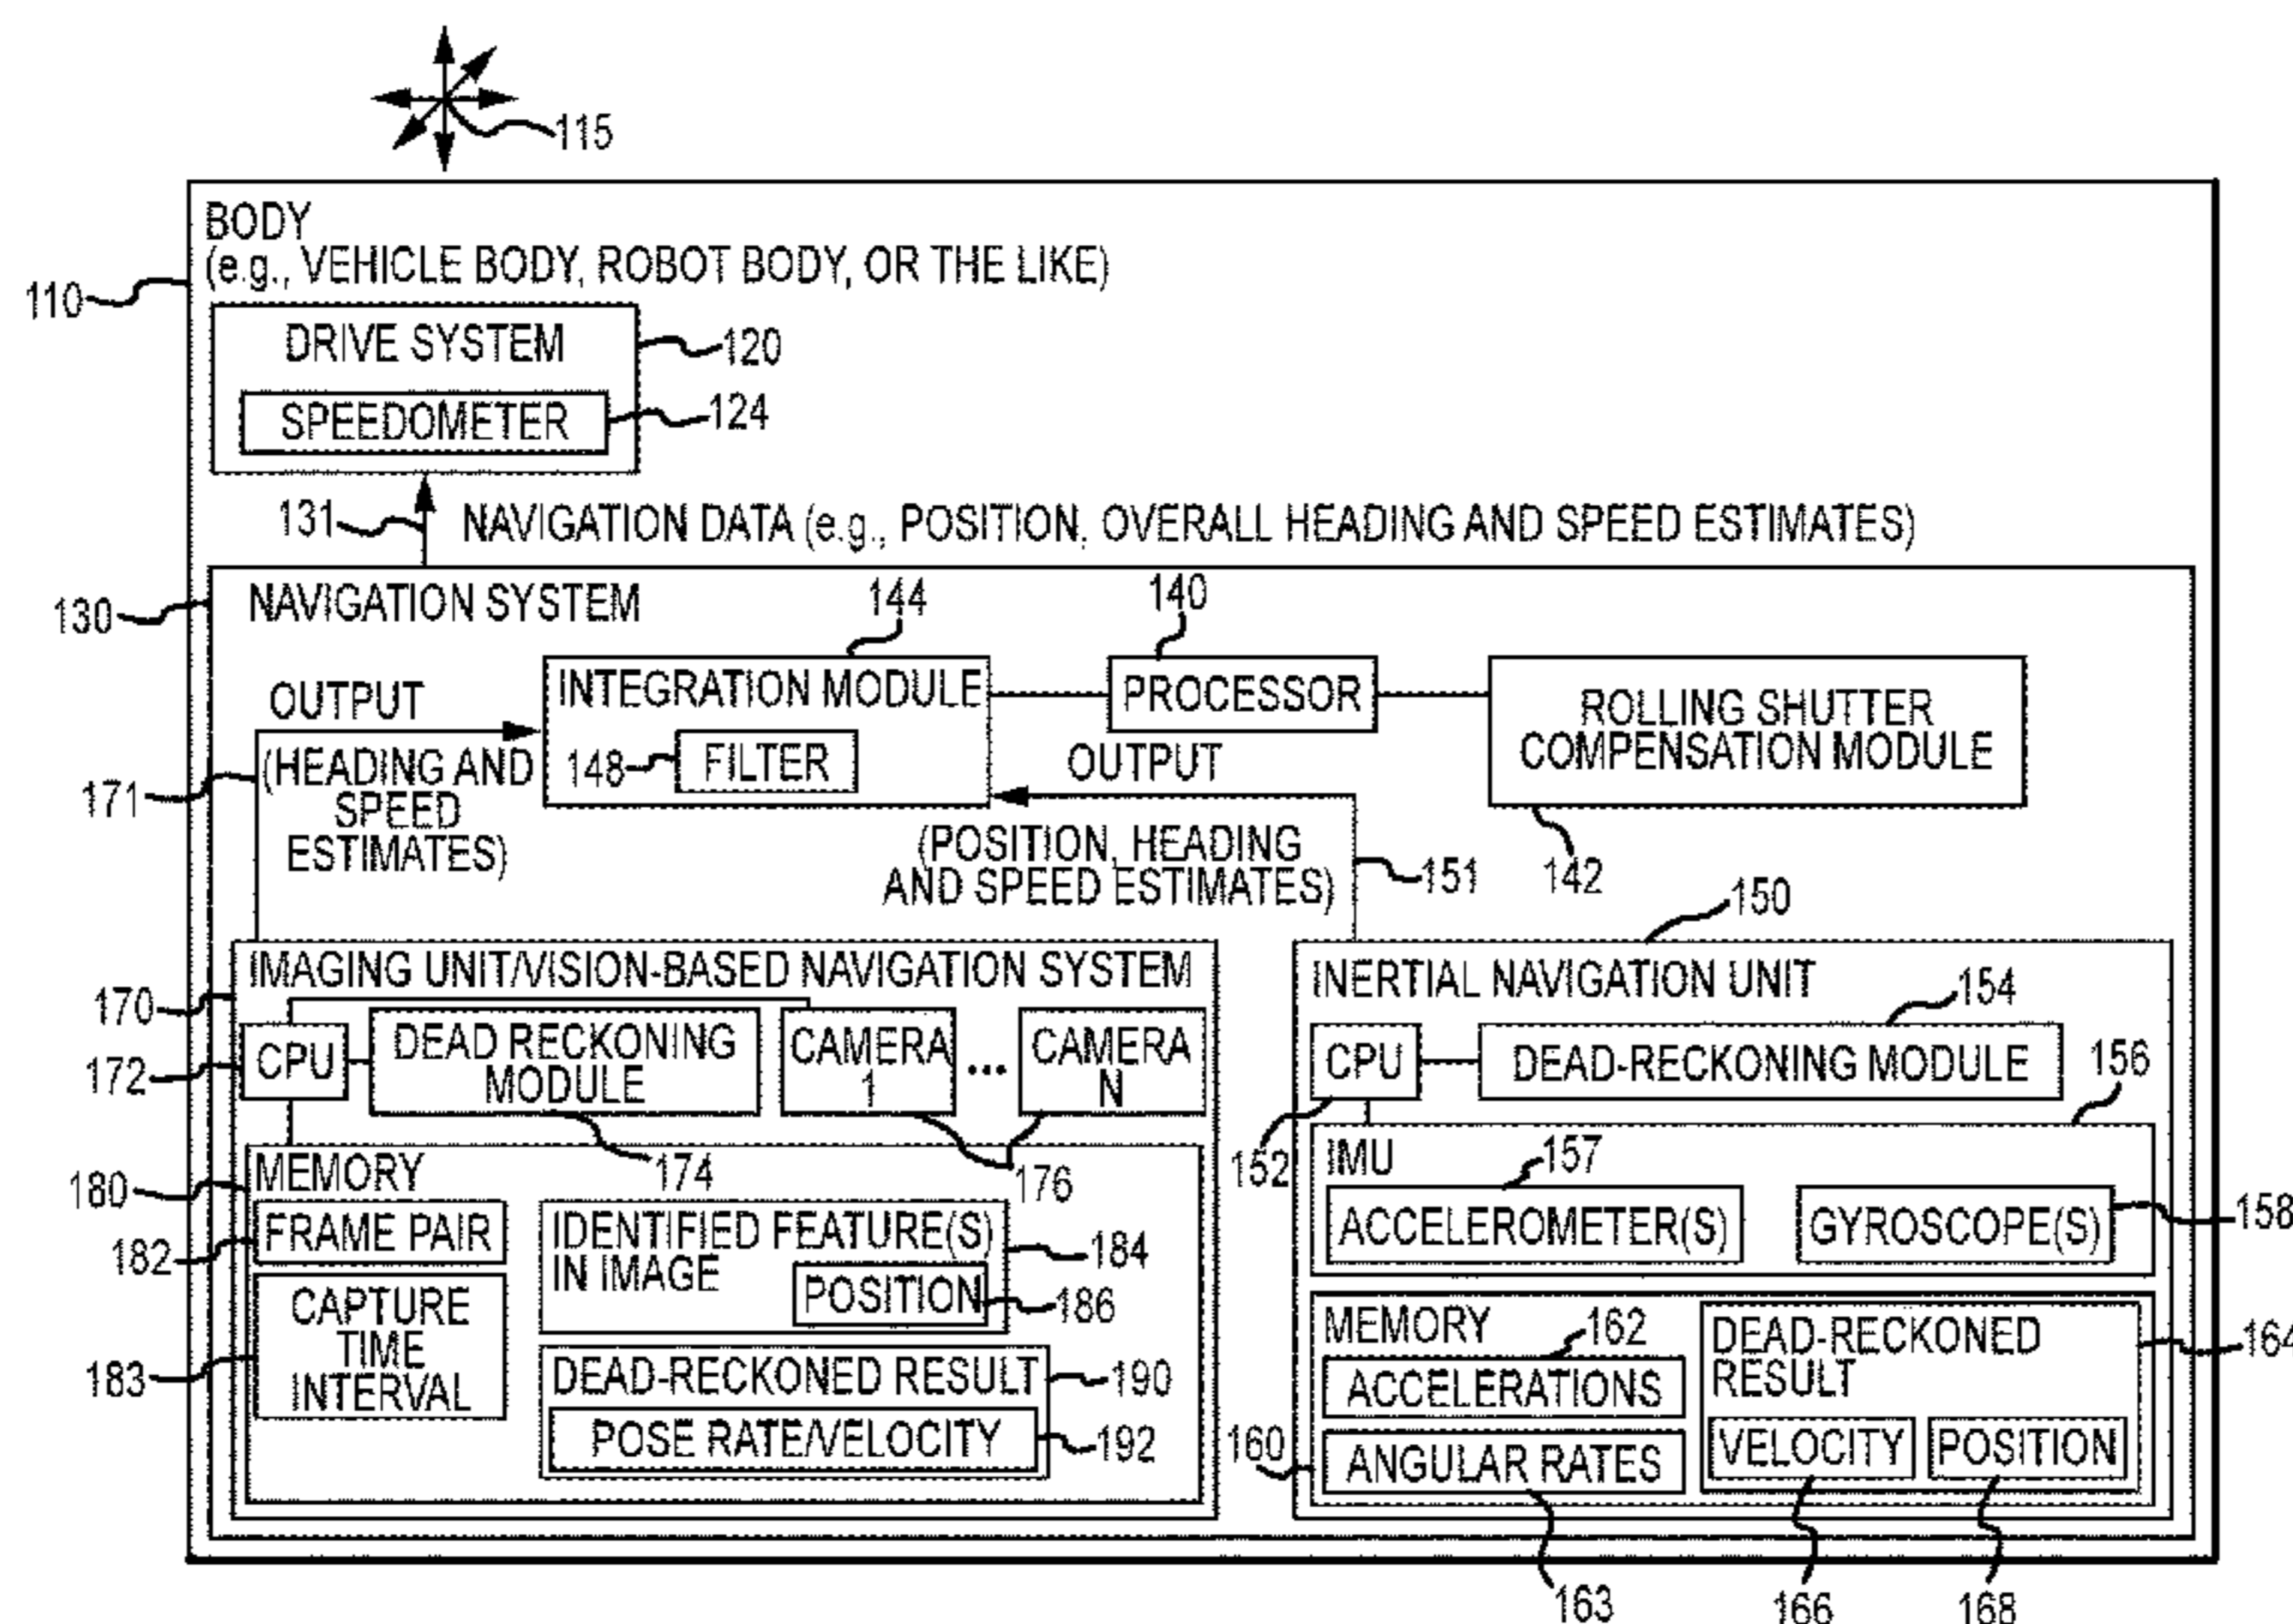 115
BODY
(e.g., VEHICLE BODY, ROBOT BODY, OR THE LIKE)
110
DRIVE SYSTEM
120
SPEEDOMETER
124
131
NAVIGATION DATA (e.g., POSITION, OVERALL HEADING AND SPEED ESTIMATES)
130
NAVIGATION SYSTEM
144
140
OUTPUT
(HEADING AND
SPEED
ESTIMATES)
171
INTEGRATION MODULE
148
FILTER
PROCESSOR
ROLLING SHUTTER
COMPENSATION MODULE
142
OUTPUT
(POSITION, HEADING
AND SPEED ESTIMATES)
151
150
IMAGING UNIT/VISION-BASED NAVIGATION SYSTEM
170
CPU
172
DEAD RECKONING
MODULE
174
CAMERA
1
...
CAMERA
N
176
MEMORY
180
FRAME PAIR
182
CAPTURE
TIME
INTERVAL
183
IDENTIFIED FEATURE(S)
IN IMAGE
184
POSITION
186
DEAD-RECKONED RESULT
190
POSE RATE/VELOCITY
192
INERTIAL NAVIGATION UNIT
154
CPU
152
DEAD-RECKONING MODULE
156
IMU
157
ACCELEROMETER(S)
GYROSCOPE(S)
158
MEMORY
162
ACCELERATIONS
160
ANGULAR RATES
163
DEAD-RECKONED
RESULT
164
VELOCITY
166
POSITION
168